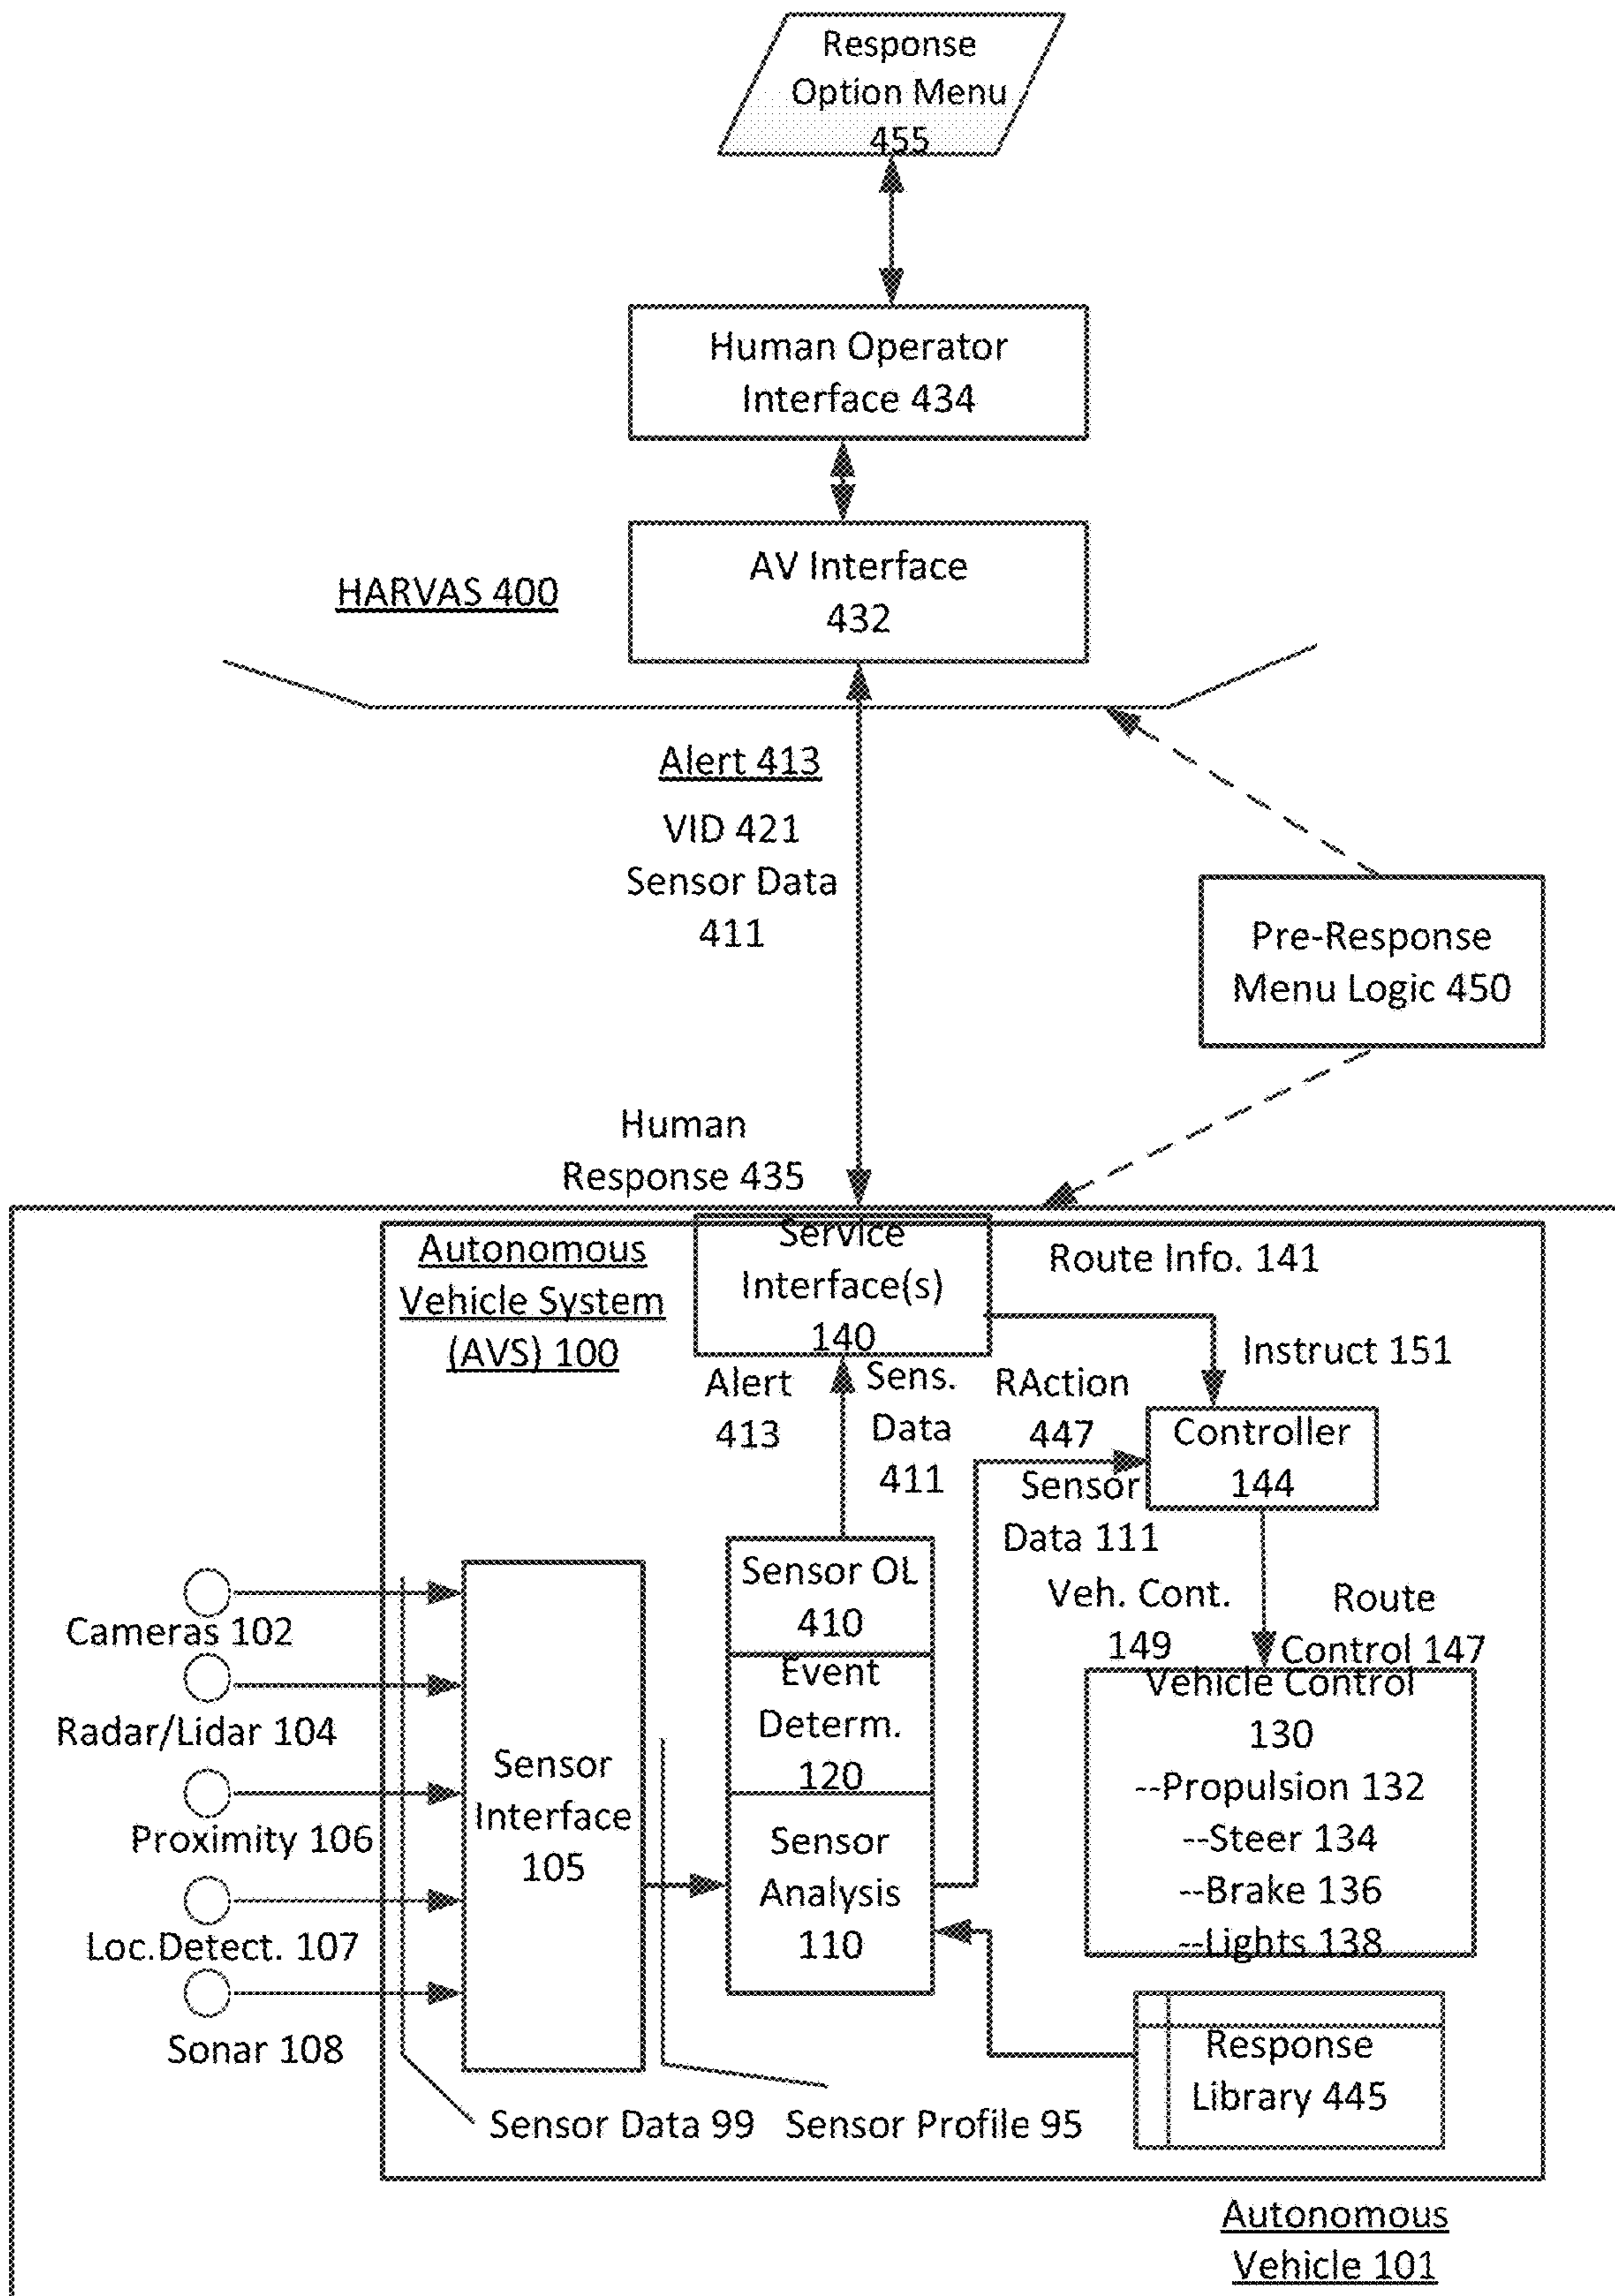 Response
Option Menu
455
Human Operator
Interface 434
AV Interface
432
HARVAS 400
Alert 413
VID 421
Sensor Data
411
Pre-Response
Menu Logic 450
Human
Response 435
Autonomous
Vehicle System
(AVS) 100
Service
Interface(s)
140
Route Info. 141
Instruct 151
Alert
413
Sens.
Data
411
RAction
447
Sensor
Data 111
Controller
144
Veh. Cont.
149
Route
Control 147
Cameras 102
Radar/Lidar 104
Proximity 106
Loc.Detect. 107
Sonar 108
Sensor
Interface
105
Sensor OL
410
Event
Determ.
120
Sensor
Analysis
110
Vehicle Control
130
--Propulsion 132
--Steer 134
--Brake 136
--Lights 138
Response
Library 445
Sensor Data 99
Sensor Profile 95
Autonomous
Vehicle 101